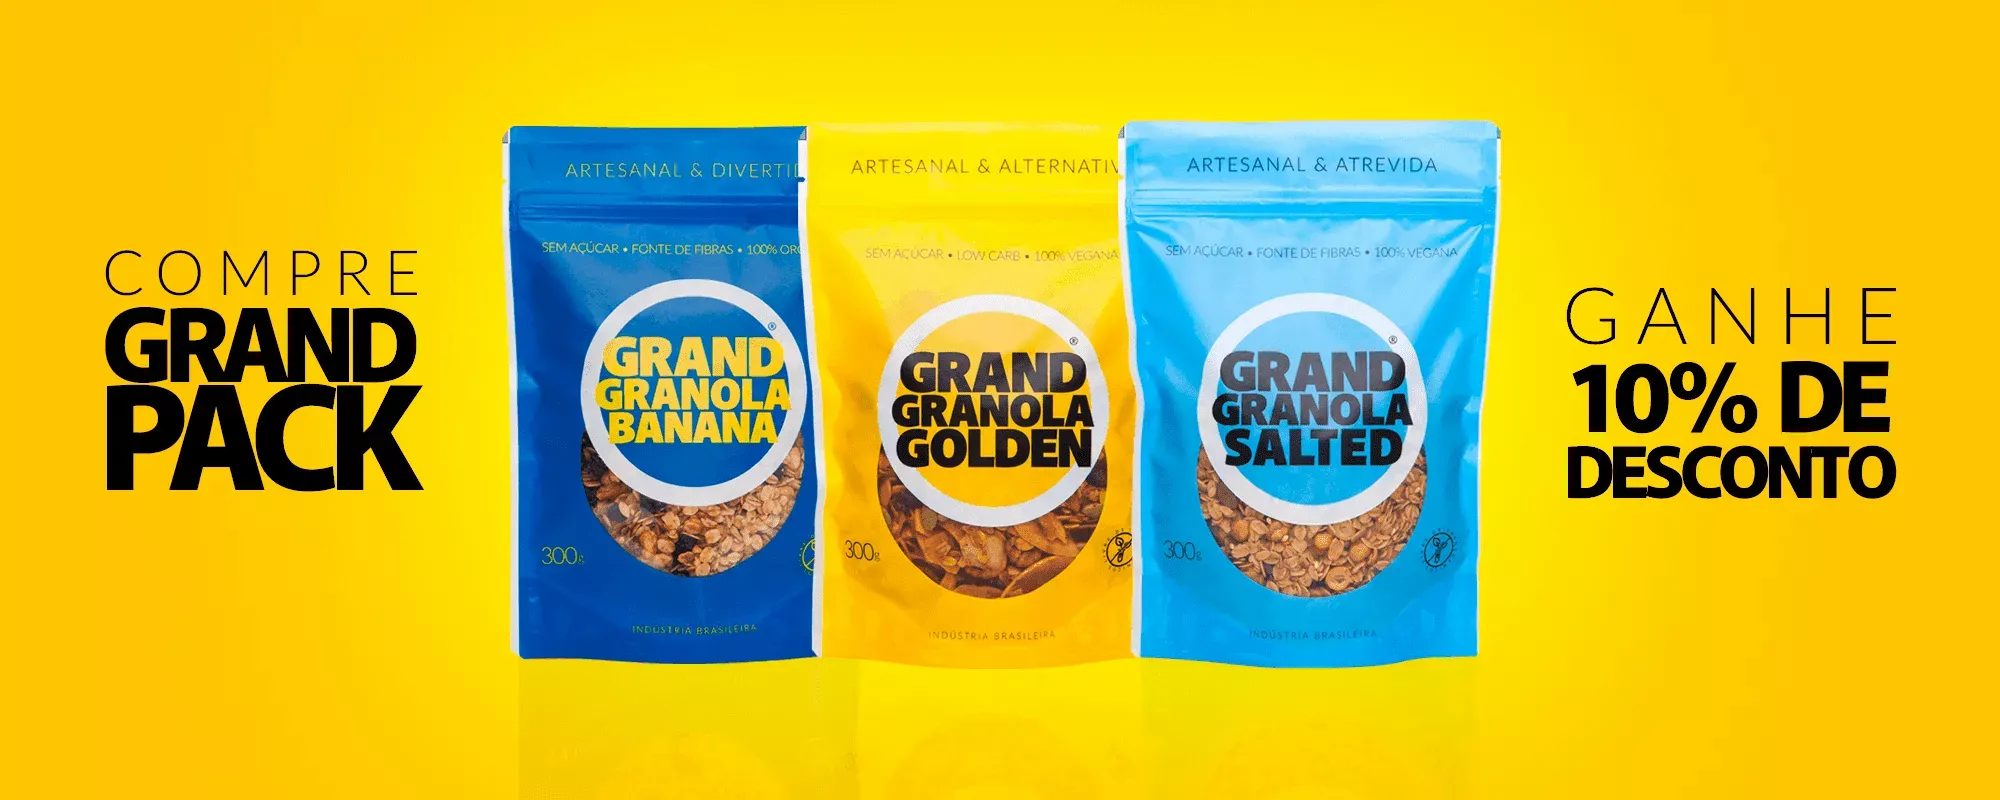 COMPRE
GRAND
PACK
ARTESANAL & DIVERTID
SEM AÇÚCAR • FONTE DE FIBRAS • 100%
®
GRAND
GRANOLA
BANANA
300g
INDÚSTRIA BRASILEIRA
ARTESANAL & ALTERNATIV
SEM AÇÚCAR • LOW CARB • 100% VEGANA
®
GRAND
GRANOLA
GOLDEN
300g
INDÚSTRIA BRASILEIRA
ARTESANAL & ATREVIDA
SEM AÇÚCAR • FONTE DE FIBRAS • 100% VEGANA
®
GRAND
GRANOLA
SALTED
300g
INDÚSTRIA BRASILEIRA
GANHE
10% DE
DESCONTO